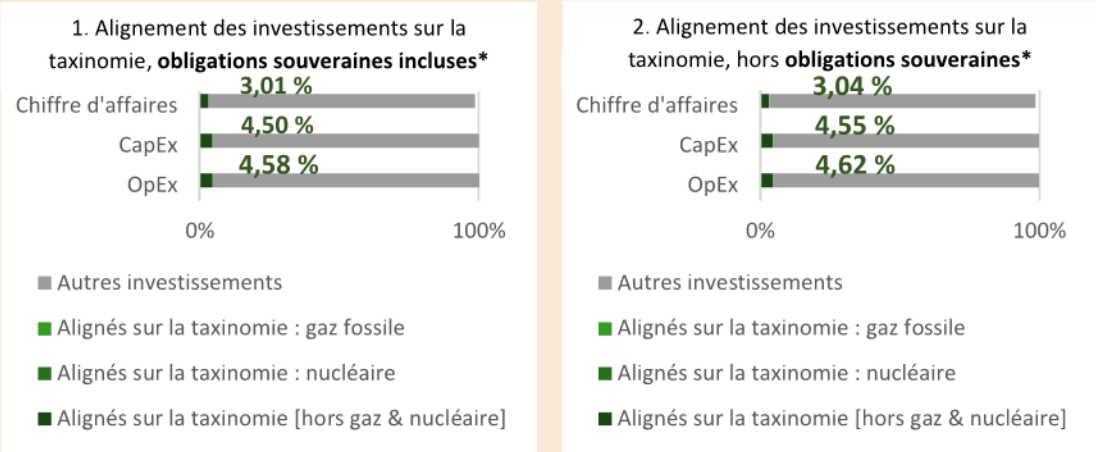 1. Alignement des investissements sur la
taxinomie, obligations souveraines incluses*
3,01 %
Chiffre d'affaires
4,50 %
CapEx
4,58 %
OpEx
0%
100%
Autres investissements
Alignés sur la taxinomie : gaz fossile
Alignés sur la taxinomie : nucléaire
Alignés sur la taxinomie [hors gaz & nucléaire]
2. Alignement des investissements sur la
taxinomie, hors obligations souveraines*
3,04 %
Chiffre d'affaires
4,55 %
CapEx
4,62 %
OpEx
0%
100%
Autres investissements
Alignés sur la taxinomie : gaz fossile
Alignés sur la taxinomie : nucléaire
Alignés sur la taxinomie [hors gaz & nucléaire]